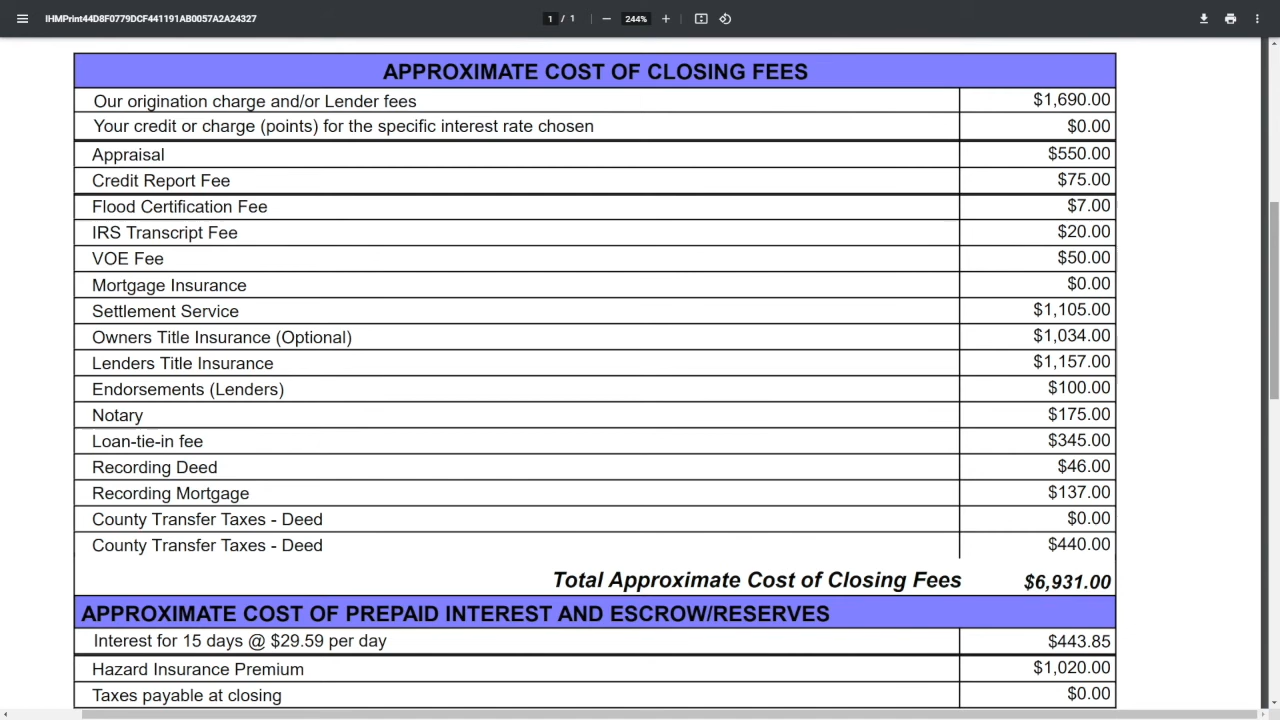 IHMPrint44D8F0779DCF441191AB0057A2A24327 1 / 1 244%
APPROXIMATE COST OF CLOSING FEES
Our origination charge and/or Lender fees $1,690.00
Your credit or charge (points) for the specific interest rate chosen $0.00
Appraisal $550.00
Credit Report Fee $75.00
Flood Certification Fee $7.00
IRS Transcript Fee $20.00
VOE Fee $50.00
Mortgage Insurance $0.00
Settlement Service $1,105.00
Owners Title Insurance (Optional) $1,034.00
Lenders Title Insurance $1,157.00
Endorsements (Lenders) $100.00
Notary $175.00
Loan-tie-in fee $345.00
Recording Deed $46.00
Recording Mortgage $137.00
County Transfer Taxes - Deed $0.00
County Transfer Taxes - Deed $440.00
Total Approximate Cost of Closing Fees $6,931.00
APPROXIMATE COST OF PREPAID INTEREST AND ESCROW/RESERVES
Interest for 15 days @ $29.59 per day $443.85
Hazard Insurance Premium $1,020.00
Taxes payable at closing $0.00